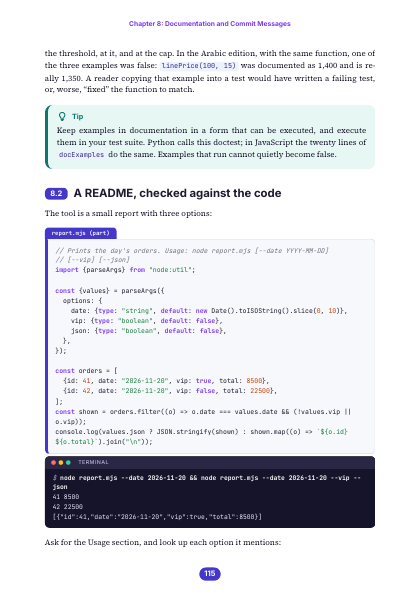 Chapter 8: Documentation and Commit Messages
the threshold, at it, and at the cap. In the Arabic edition, with the same function, one of
the three examples was false: linePrice(100, 15) was documented as 1,400 and is re-
ally 1,350. A reader copying that example into a test would have written a failing test,
or, worse, “fixed” the function to match.
Tip
Keep examples in documentation in a form that can be executed, and execute
them in your test suite. Python calls this doctest; in JavaScript the twenty lines of
docExamples do the same. Examples that run cannot quietly become false.
8.2 A README, checked against the code
The tool is a small report with three options:
report.mjs (part)
// Prints the day's orders. Usage: node report.mjs [--date YYYY-MM-DD]
// [--vip] [--json]
import {parseArgs} from "node:util";
const {values} = parseArgs({
options: {
date: {type: "string", default: new Date().toISOString().slice(0, 10)},
vip: {type: "boolean", default: false},
json: {type: "boolean", default: false},
},
});
const orders = [
{id: 41, date: "2026-11-20", vip: true, total: 8500},
{id: 42, date: "2026-11-20", vip: false, total: 22500},
];
const shown = orders.filter((o) => o.date === values.date && (!values.vip ||
o.vip));
console.log(values.json ? JSON.stringify(shown) : shown.map((o) => `${o.id}
${o.total}`).join("\n"));
TERMINAL
$ node report.mjs --date 2026-11-20 && node report.mjs --date 2026-11-20 --vip --
json
41 8500
42 22500
[{"id":41,"date":"2026-11-20","vip":true,"total":8500}]
Ask for the Usage section, and look up each option it mentions:
115